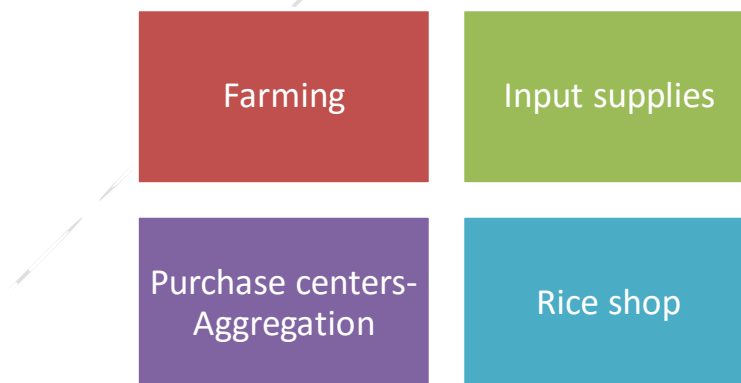 Farming
Input supplies
Purchase centers-
Aggregation
Rice shop